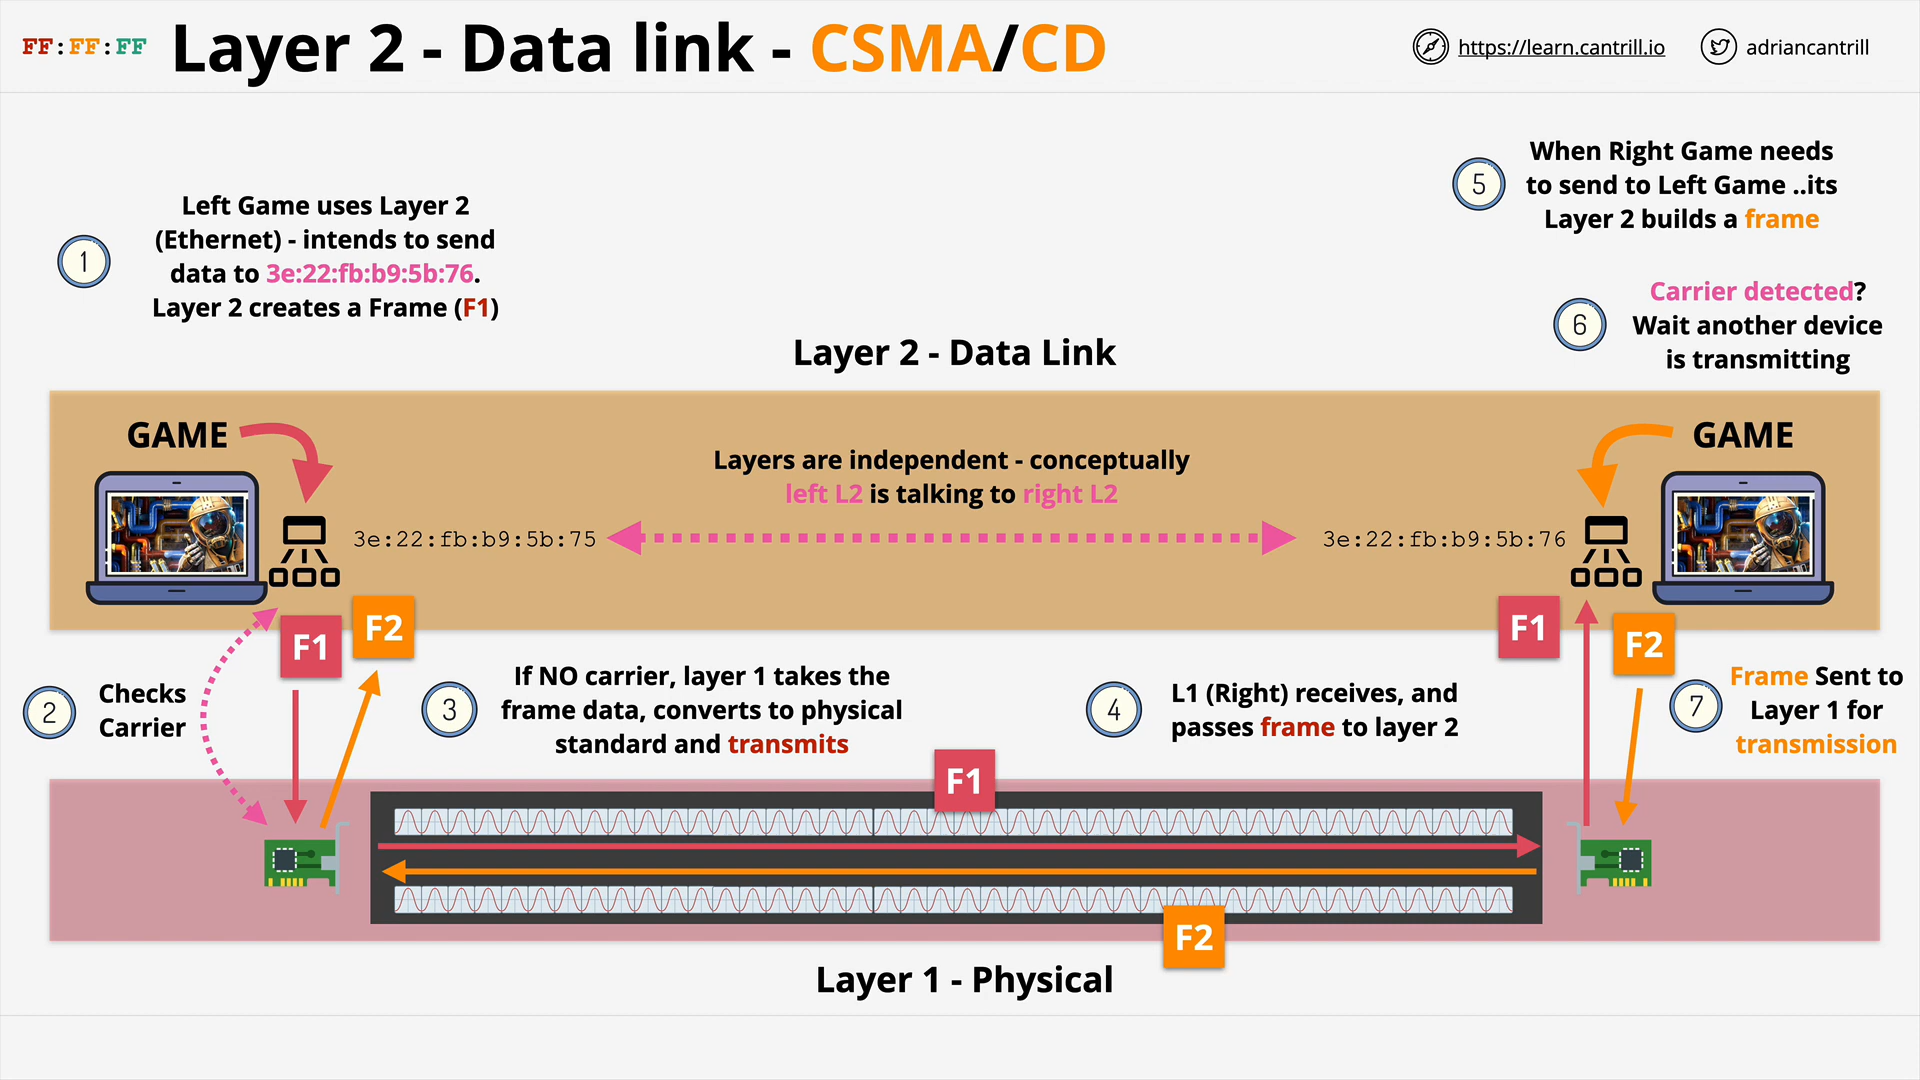 FF:FF:FF
Layer 2 - Data link - CSMA/CD
https://learn.cantrill.io
adriancantrill
1
Left Game uses Layer 2
(Ethernet) - intends to send
data to 3e:22:fb:b9:5b:76.
Layer 2 creates a Frame (F1)
5
When Right Game needs
to send to Left Game ..its
Layer 2 builds a frame
6
Carrier detected?
Wait another device
is transmitting
Layer 2 - Data Link
GAME
GAME
Layers are independent - conceptually
left L2 is talking to right L2
3e:22:fb:b9:5b:75
3e:22:fb:b9:5b:76
F1
F2
F1
F2
2
Checks
Carrier
3
If NO carrier, layer 1 takes the
frame data, converts to physical
standard and transmits
4
L1 (Right) receives, and
passes frame to layer 2
7
Frame Sent to
Layer 1 for
transmission
F1
F2
Layer 1 - Physical